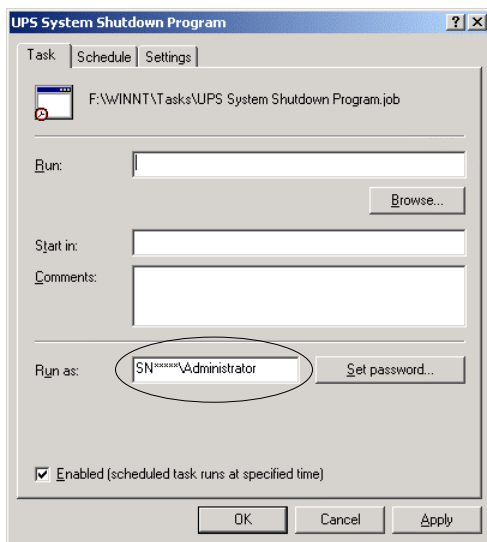 UPS System Shutdown Program
Task Schedule Settings
F:\WINNT\Tasks\UPS System Shutdown Program.job
Run:
Browse...
Start in:
Comments:
Run as: SN*****\Administrator Set password...
Enabled (scheduled task runs at specified time)
OK Cancel Apply